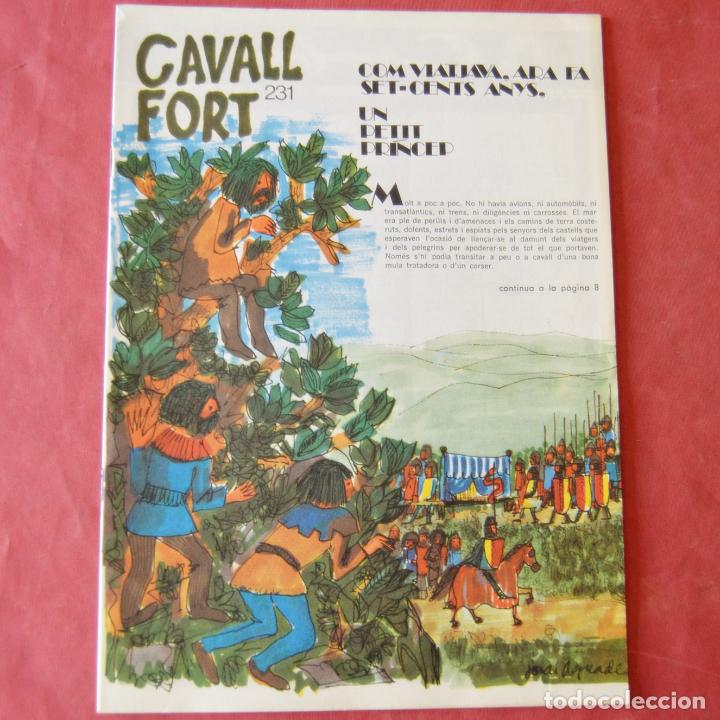 CAVALL
FORT 231
COM VIATJAVA, ARA FA
SET-CENTS ANYS,
UN
PETIT
PRINCEP
Molt a poc a poc. No hi havia avions, ni automòbils, ni
transatlàntics, ni trens, ni diligències ni carrosses. El mar
era ple de perills i d'amenaces i els camins de terra coste-
ruts, dolents, estrets i espiats pels senyors dels castells que
esperaven l'ocasió de llançar-se al damunt dels viatgers
i dels pelegrins per apoderar-se de tot el que portaven.
Només s'hi podia transitar a peu o a cavall d'una bona
mula trotadora o d'un corser.
continua a la pàgina 8
todocoleccion.net